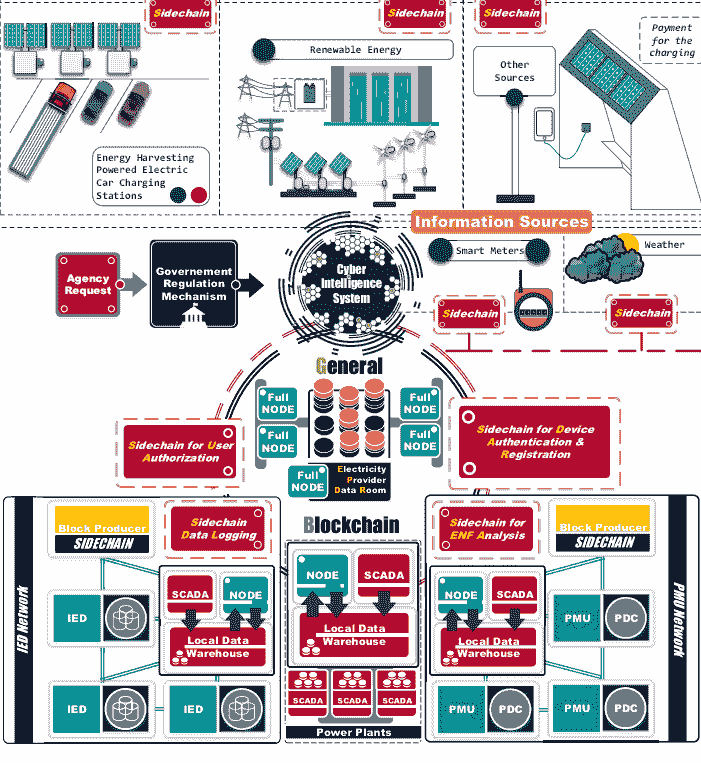 Sidechain
Sidechain
Sidechain
Payment
for the
charging
Renewable Energy
Other
Sources
Energy Harvesting
Powered Electric
Car Charging
Stations
Information Sources
Smart Meters
Weather
Agency
Request
Governement
Regulation
Mechanism
Cyber
Intelligence
System
Sidechain
Sidechain
General
Full
NODE
Full
NODE
Full
NODE
Full
NODE
Full
NODE
Electricity
Provider
Data Room
Sidechain for User
Authorization
Sidechain for Device
Authentication &
Registration
Blockchain
IED Network
Block Producer
SIDECHAIN
Sidechain
Data Logging
SCADA
NODE
Local Data
Warehouse
IED
IED
IED
NODE
SCADA
Local Data
Warehouse
SCADA
SCADA
SCADA
Power Plants
Sidechain for
ENF Analysis
Block Producer
SIDECHAIN
NODE
SCADA
Local Data
Warehouse
PMU
PDC
PMU
PDC
PMU
PDC
PMU Network